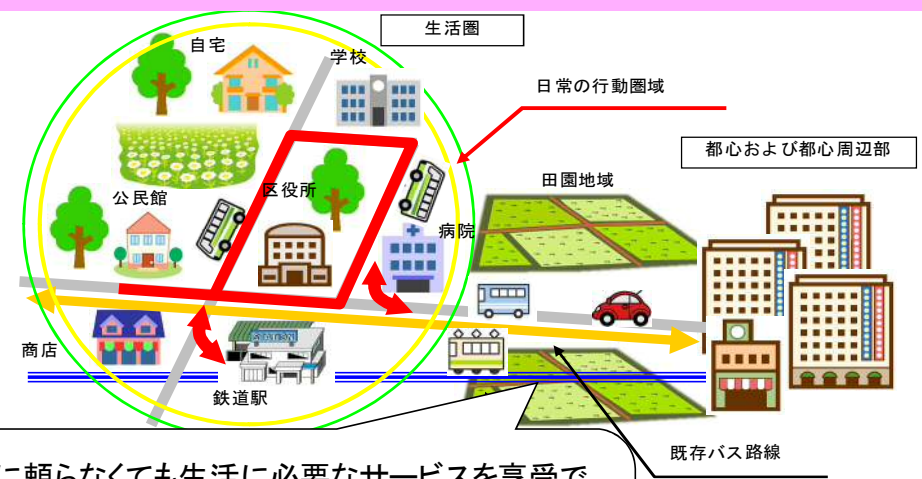 生活圏
自宅
学校
日常の行動圏域
都心および都心周辺部
田園地域
区役所
公民館
病院
STATION
商店
鉄道駅
既存バス路線
に頼らなくても生活に必要なサービスを享受で